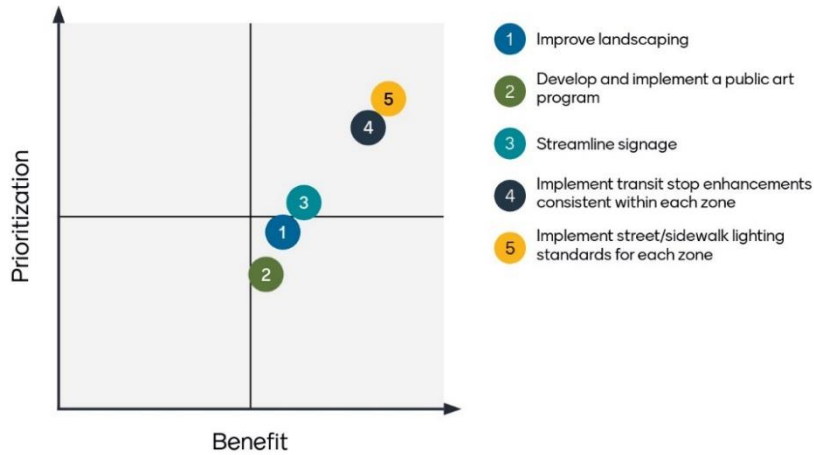 1 Improve landscaping
2 Develop and implement a public art
program
3 Streamline signage
4 Implement transit stop enhancements
consistent within each zone
5 Implement street/sidewalk lighting
standards for each zone
Prioritization
5
4
3
1
2
Benefit